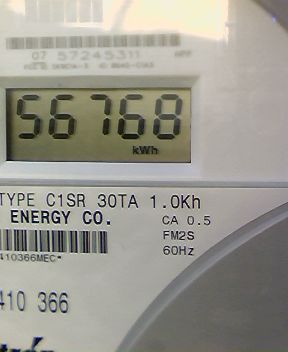 07 57245311
56768
kWh
TYPE C1SR 30TA 1.0Kh
ENERGY CO.
CA 0.5
FM2S
60Hz
410366MEC*
410 366